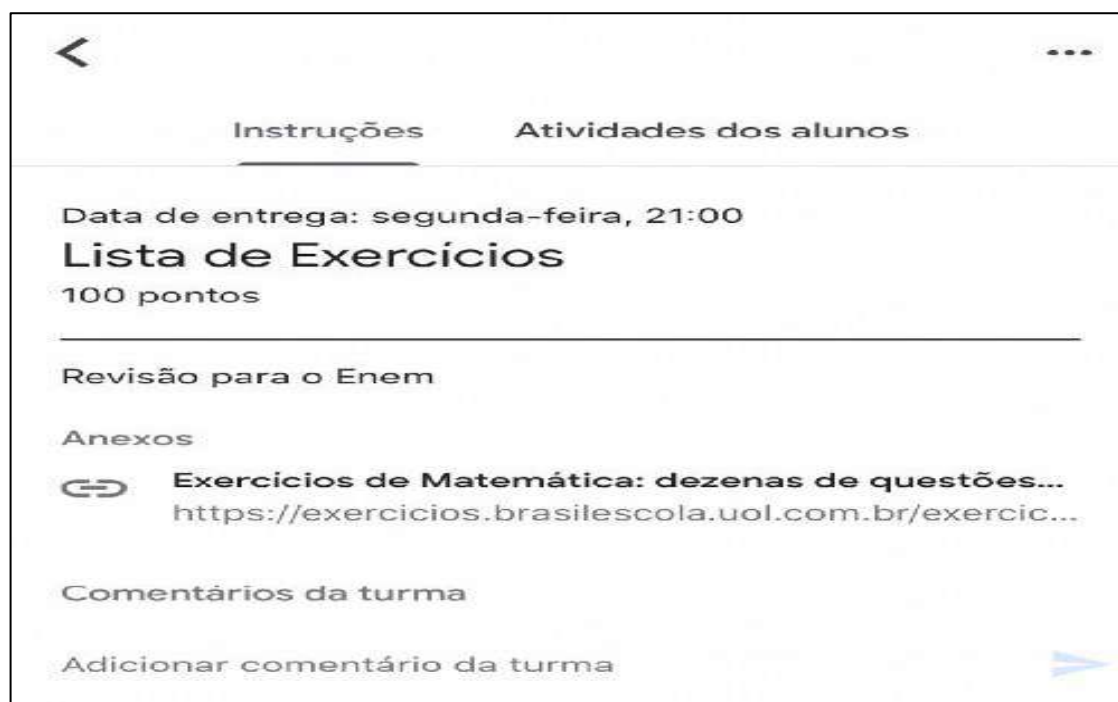 Instruções Atividades dos alunos
Data de entrega: segunda-feira, 21:00
Lista de Exercícios
100 pontos
Revisão para o Enem
Anexos
Exercícios de Matemática: dezenas de questões...
https://exercicios.brasilescola.uol.com.br/exercic...
Comentários da turma
Adicionar comentário da turma